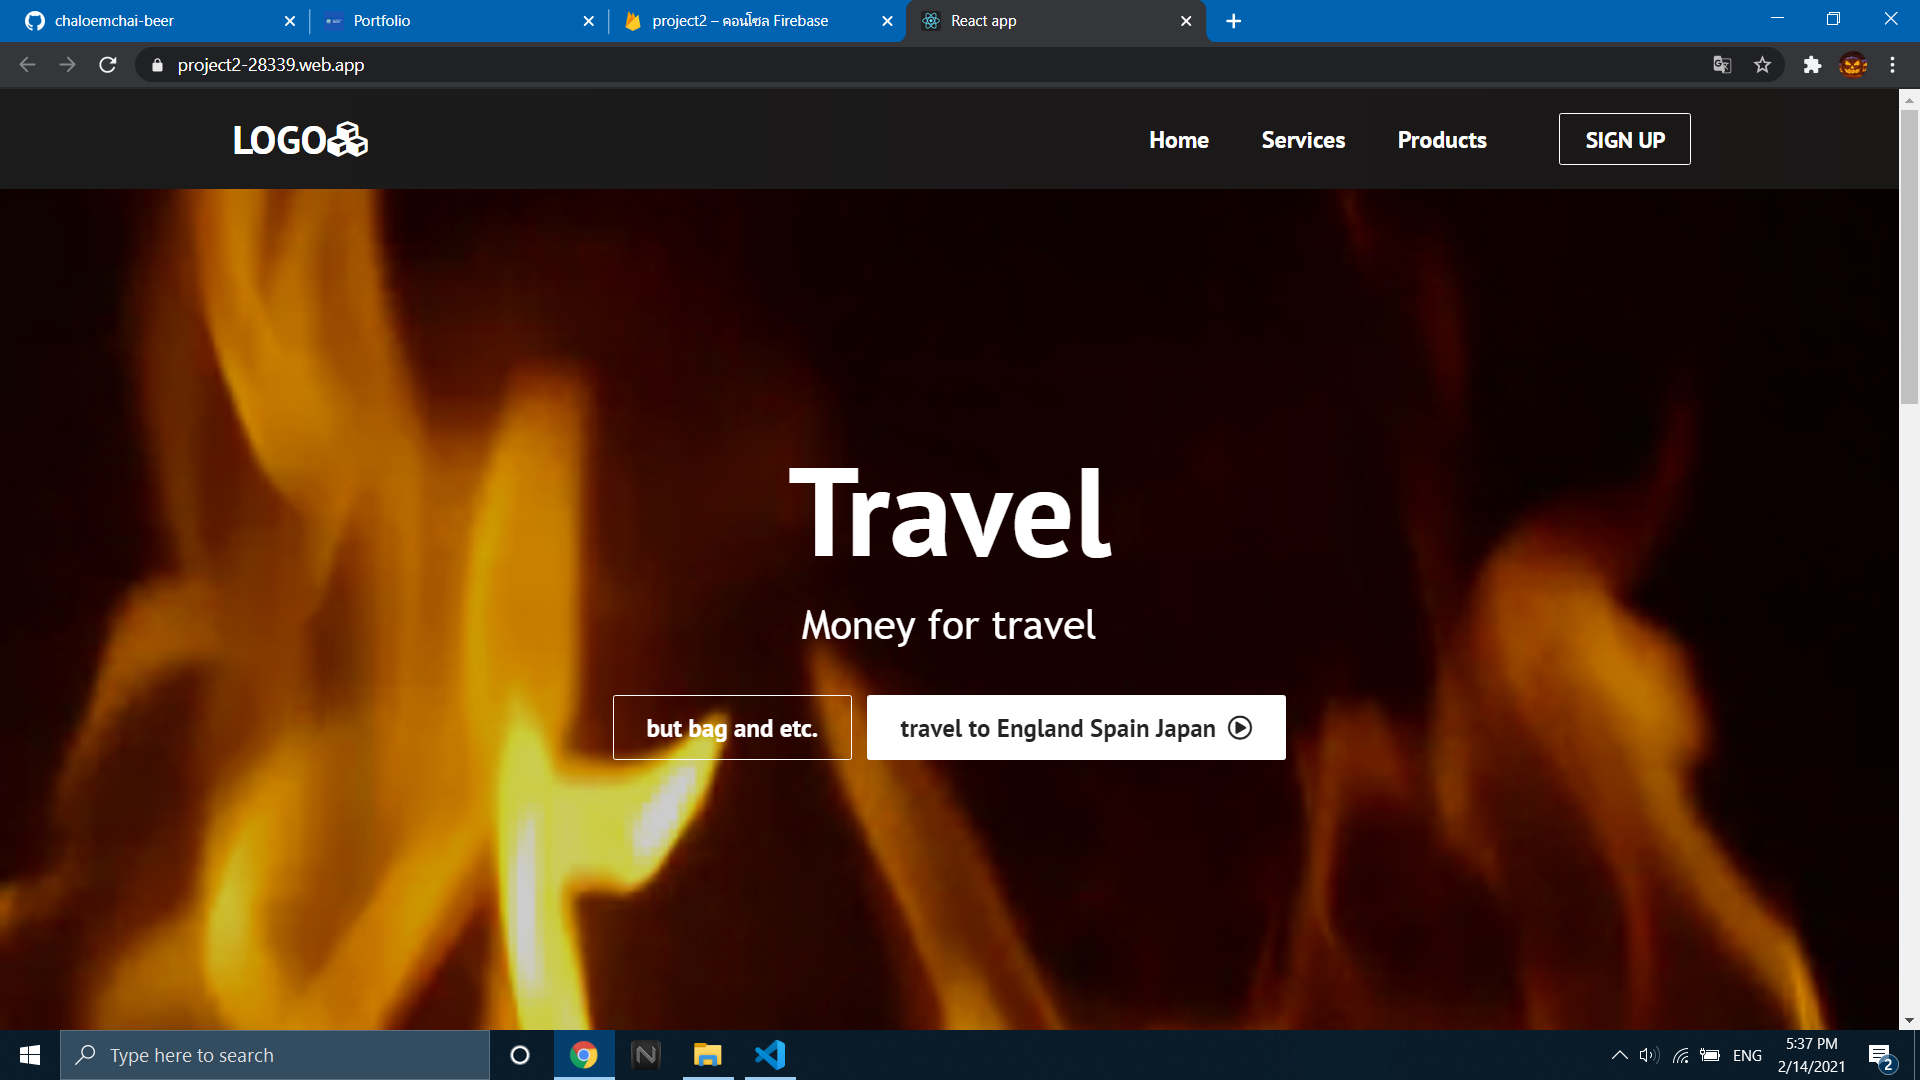 chaloemchai-beer
Portfolio
project2 – คอนโซล Firebase
React app
project2-28339.web.app
LOGO
Home
Services
Products
SIGN UP
Travel
Money for travel
but bag and etc.
travel to England Spain Japan
Type here to search
ENG
5:37 PM
2/14/2021
2